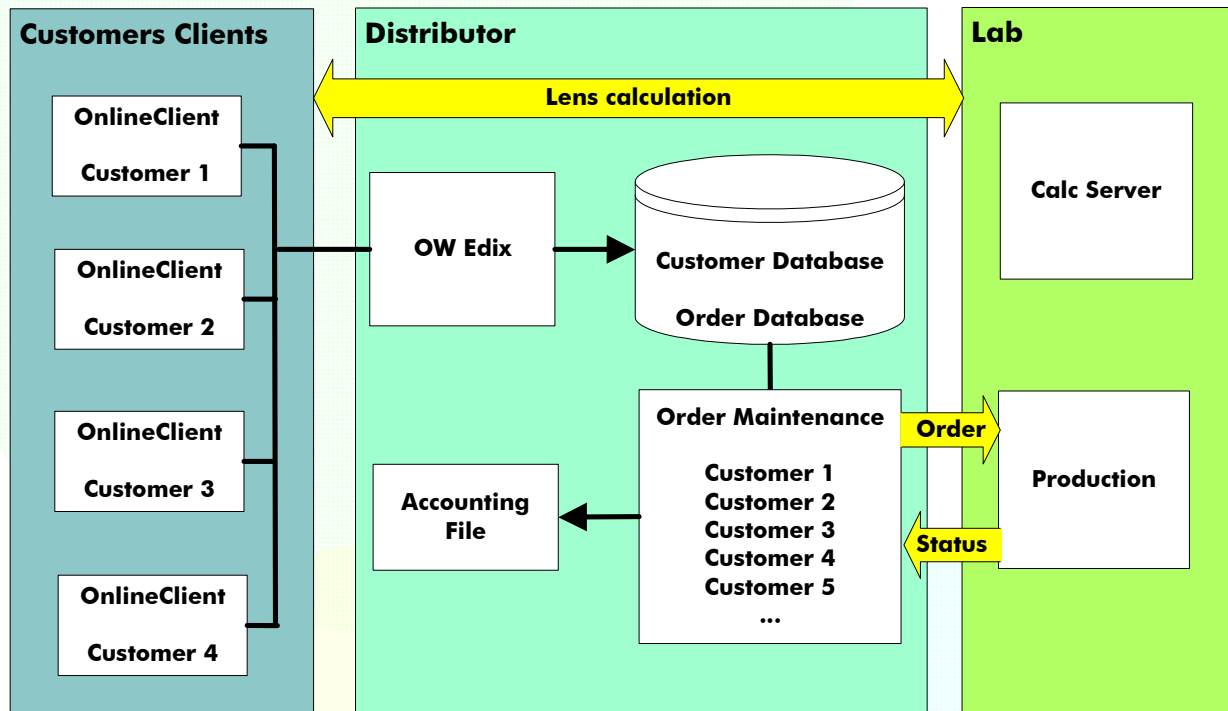 Customers Clients
OnlineClient
Customer 1
OnlineClient
Customer 2
OnlineClient
Customer 3
OnlineClient
Customer 4
Distributor
Lens calculation
OW Edix
Customer Database
Order Database
Order Maintenance
Customer 1
Customer 2
Customer 3
Customer 4
Customer 5
...
Accounting
File
Order
Status
Lab
Calc Server
Production